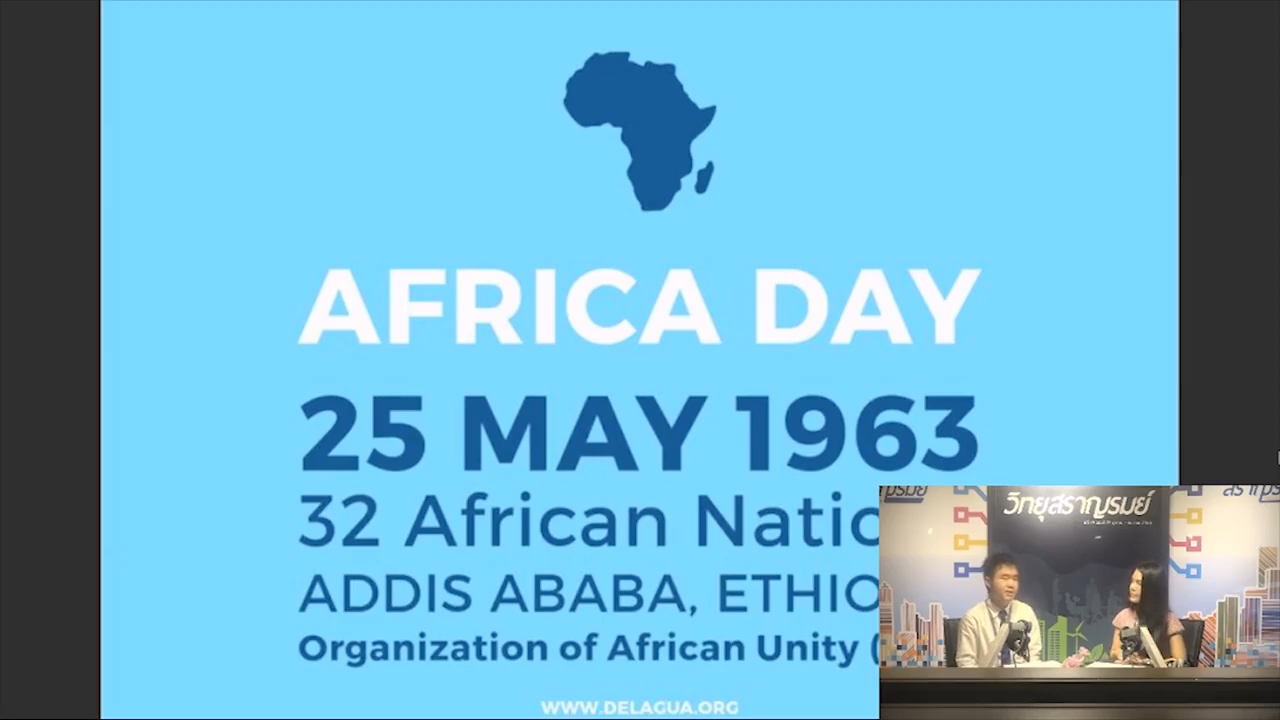 AFRICA DAY
25 MAY 1963
32 African Natio
ADDIS ABABA, ETHIO
Organization of African Unity (
WWW.DELAGUA.ORG
วิทยุสราญรมย์